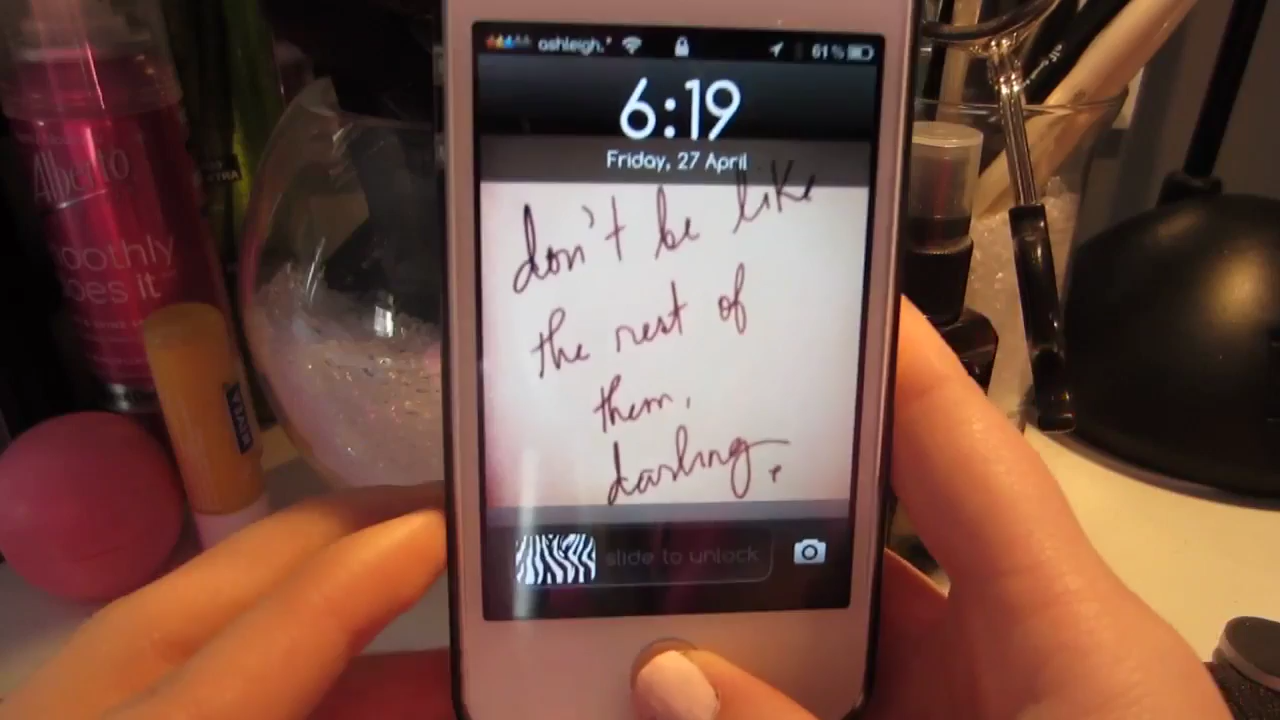 ashleigh.* 61%
6:19
Friday, 27 April
don't be like
the rest of
them,
darling.
slide to unlock
Alberto
oothly
oes it
XTRA